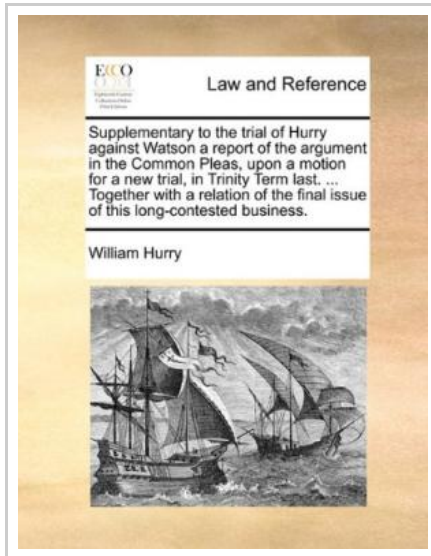 ECCO
Law and Reference
Supplementary to the trial of Hurry
against Watson a report of the argument
in the Common Pleas, upon a motion
for a new trial, in Trinity Term last. ...
Together with a relation of the final issue
of this long-contested business.
William Hurry